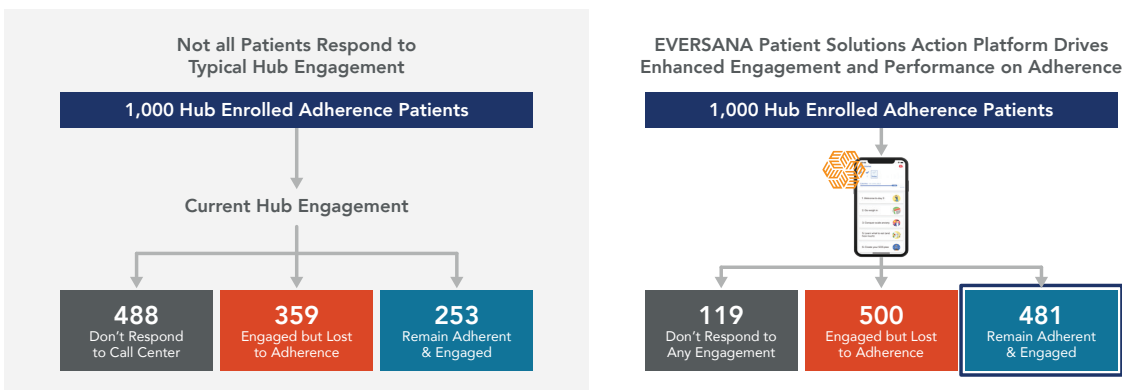 Not all Patients Respond to
Typical Hub Engagement
1,000 Hub Enrolled Adherence Patients
Current Hub Engagement
488
Don't Respond
to Call Center
359
Engaged but Lost
to Adherence
253
Remain Adherent
& Engaged
EVERSANA Patient Solutions Action Platform Drives
Enhanced Engagement and Performance on Adherence
1,000 Hub Enrolled Adherence Patients
119
Don't Respond to
Any Engagement
500
Engaged but Lost
to Adherence
481
Remain Adherent
& Engaged